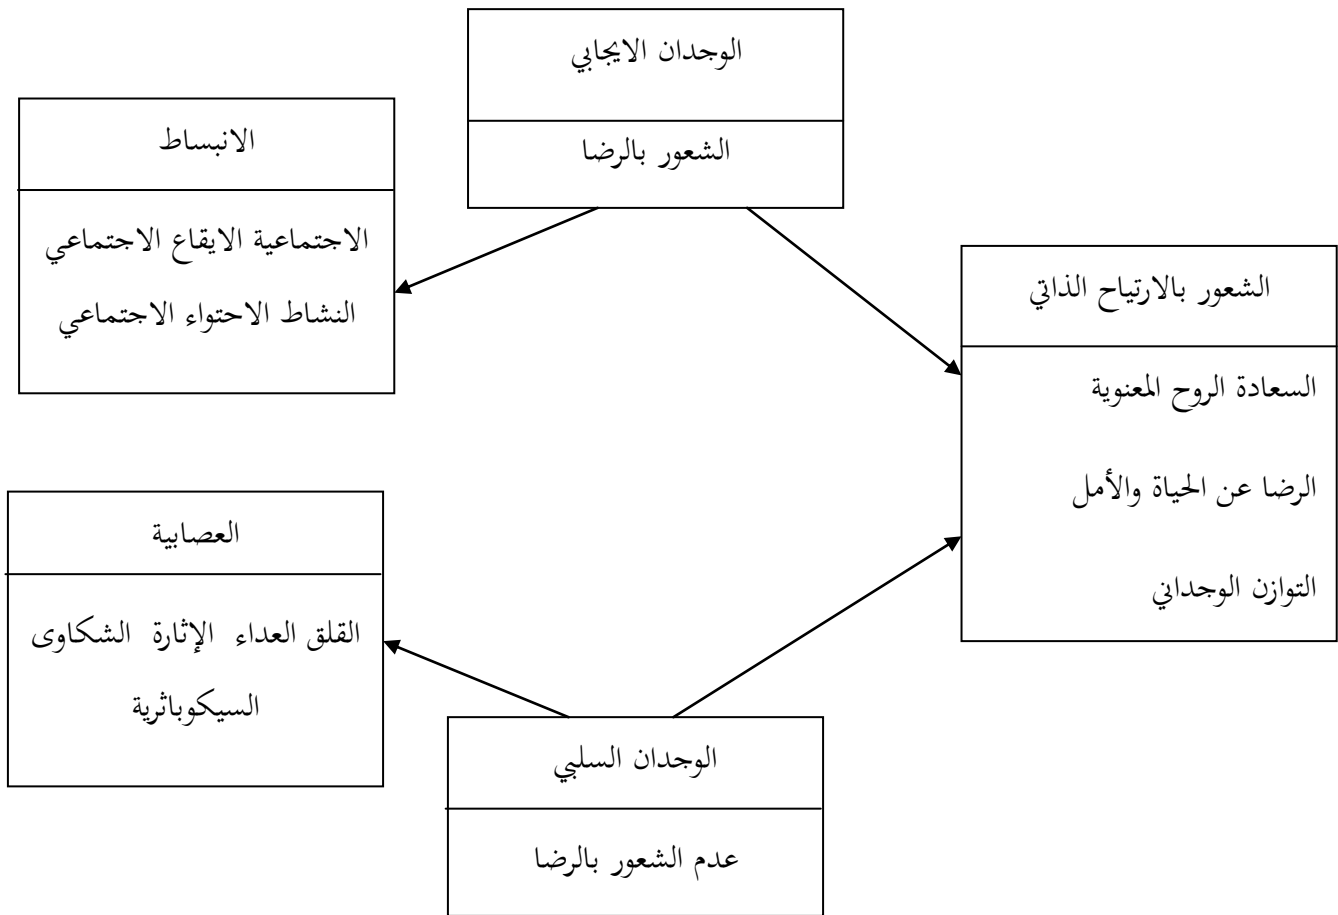 الوجدان الايجابي
الشعور بالرضا
الانبساط
الاجتماعية الايقاع الاجتماعي
النشاط الاحتواء الاجتماعي
الشعور بالارتياح الذاتي
السعادة الروح المعنوية
الرضا عن الحياة والأمل
التوازن الوجداني
العصابية
القلق العداء الإثارة الشكاوى
السيكوباثرية
الوجدان السلبي
عدم الشعور بالرضا